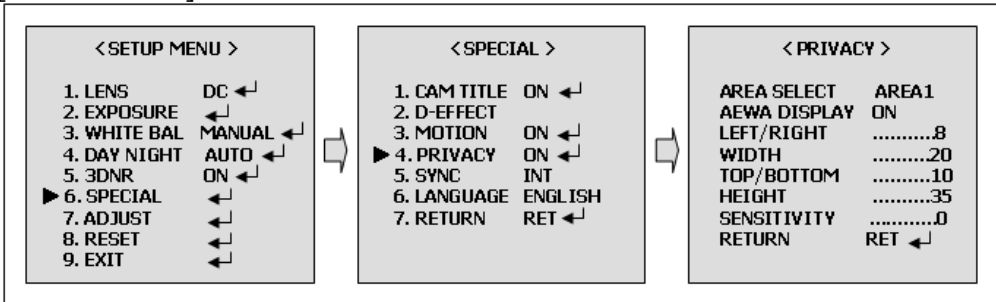 < SETUP MENU >
1. LENS DC ↵
2. EXPOSURE ↵
3. WHITE BAL MANUAL ↵
4. DAY NIGHT AUTO ↵
5. 3DNR ON ↵
▶ 6. SPECIAL ↵
7. ADJUST ↵
8. RESET ↵
9. EXIT ↵
< SPECIAL >
1. CAM TITLE ON ↵
2. D-EFFECT
3. MOTION ON ↵
▶ 4. PRIVACY ON ↵
5. SYNC INT
6. LANGUAGE ENGLISH
7. RETURN RET ↵
< PRIVACY >
AREA SELECT AREA1
AEWA DISPLAY ON
LEFT/RIGHT ..........8
WIDTH .........20
TOP/BOTTOM .........10
HEIGHT .........35
SENSITIVITY ...........0
RETURN RET ↵